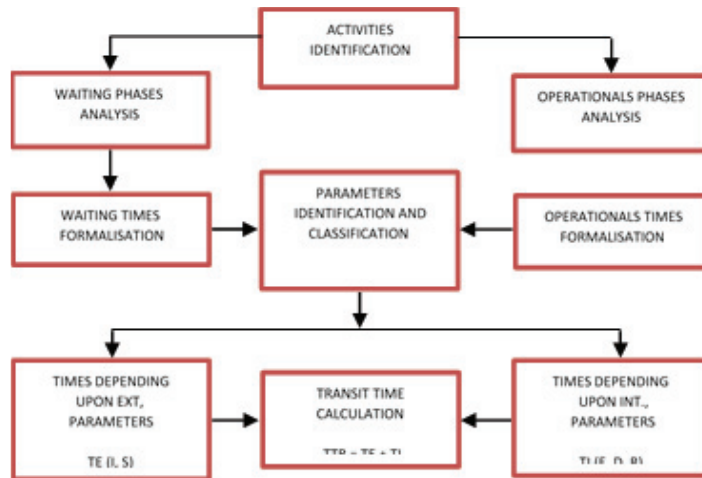 ACTIVITIES
IDENTIFICATION
WAITING PHASES
ANALYSIS
OPERATIONALS PHASES
ANALYSIS
WAITING TIMES
FORMALISATION
PARAMETERS
IDENTIFICATION AND
CLASSIFICATION
OPERATIONALS TIMES
FORMALISATION
TIMES DEPENDING
UPON EXT,
PARAMETERS
TE (I, S)
TRANSIT TIME
CALCULATION
TIMES DEPENDING
UPON INT.,
PARAMETERS